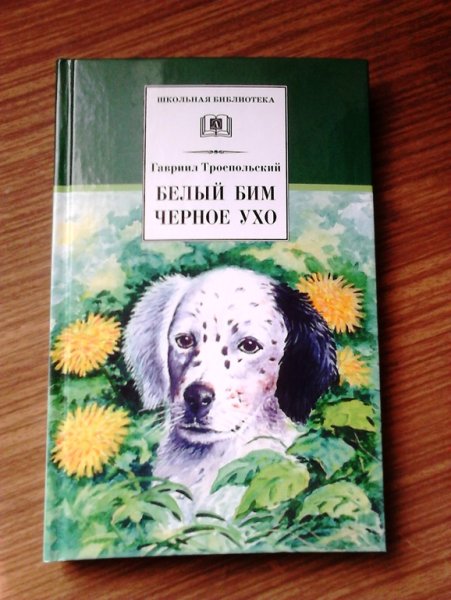 ШКОЛЬНАЯ БИБЛИОТЕКА
Гавриил Троепольский
БЕЛЫЙ БИМ
ЧЕРНОЕ УХО